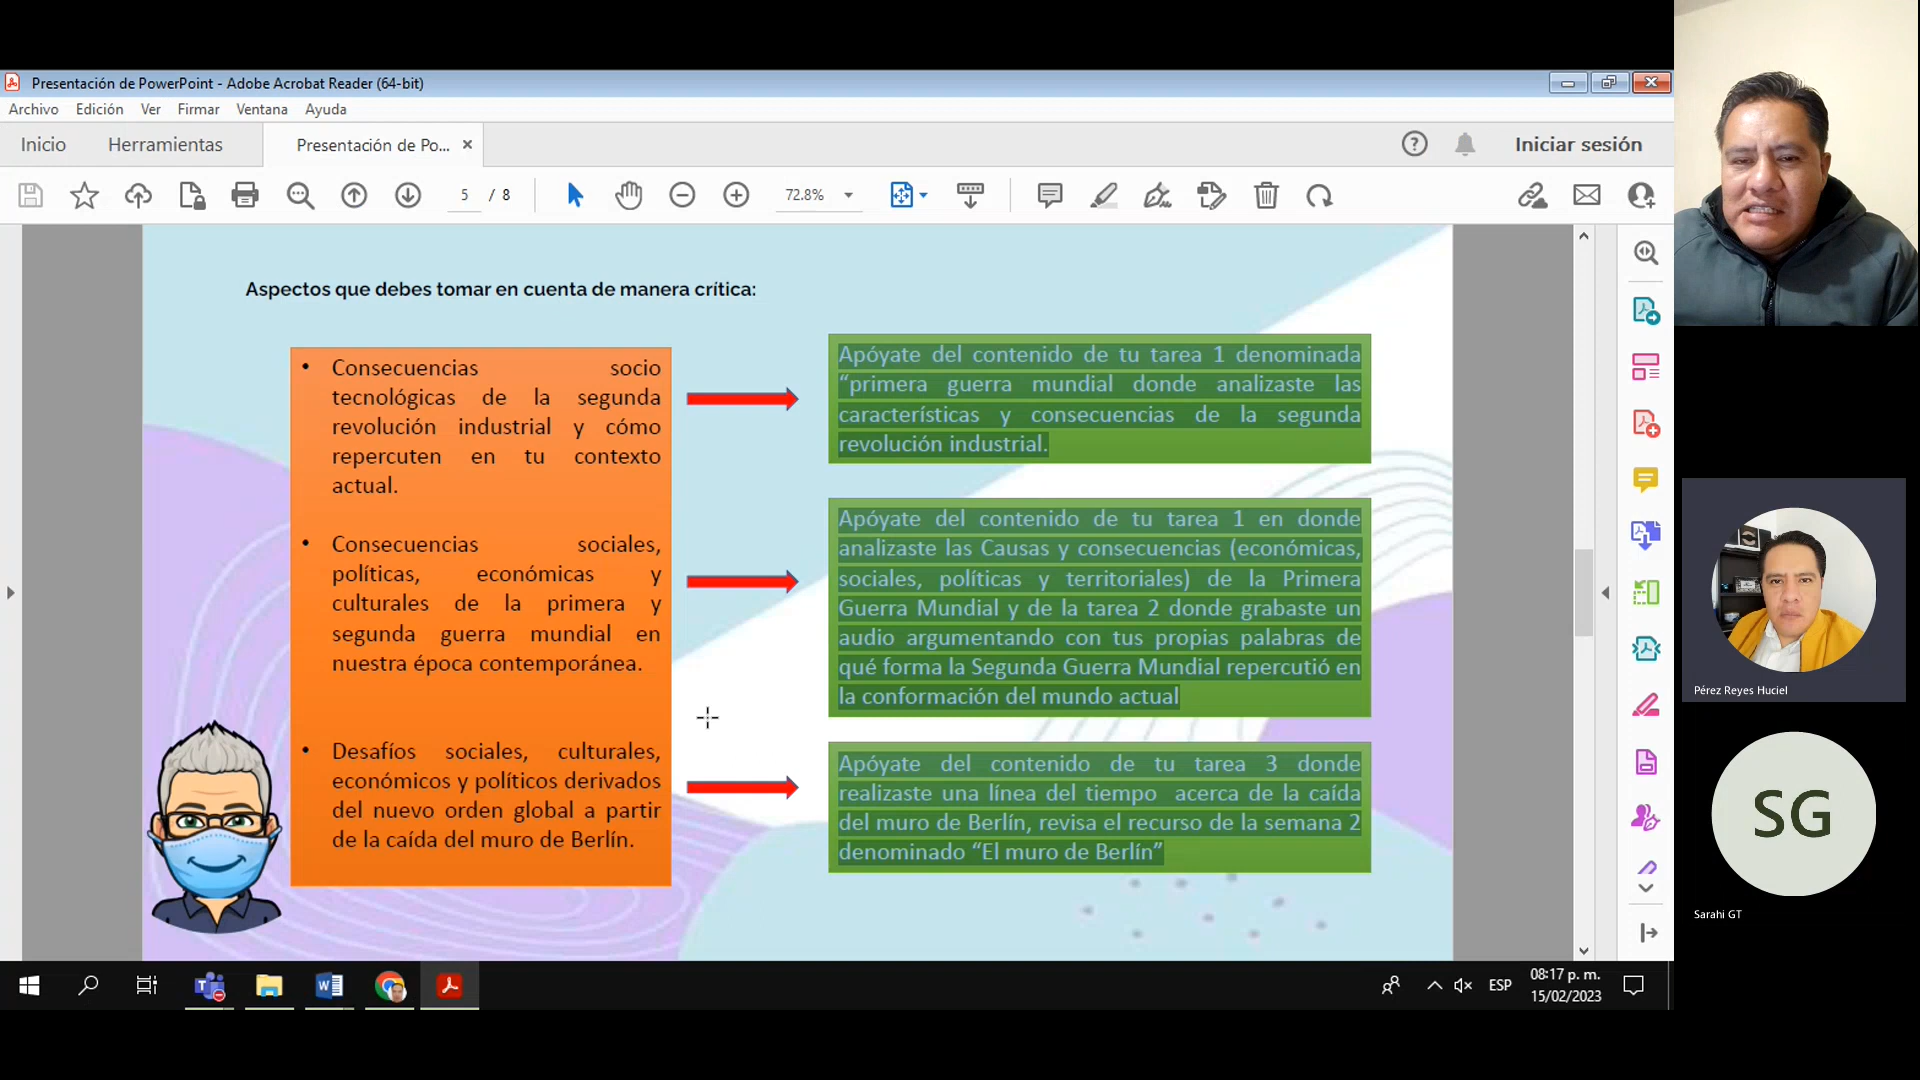 Presentación de PowerPoint - Adobe Acrobat Reader (64-bit)
Archivo Edición Ver Firmar Ventana Ayuda
Inicio Herramientas Presentación de Po... Iniciar sesión
5 / 8 72.8%
Aspectos que debes tomar en cuenta de manera crítica:
• Consecuencias socio
tecnológicas de la segunda
revolución industrial y cómo
repercuten en tu contexto
actual.
• Consecuencias sociales,
políticas, económicas y
culturales de la primera y
segunda guerra mundial en
nuestra época contemporánea.
• Desafíos sociales, culturales,
económicos y políticos derivados
del nuevo orden global a partir
de la caída del muro de Berlín.
Apóyate del contenido de tu tarea 1 denominada
“primera guerra mundial donde analizaste las
características y consecuencias de la segunda
revolución industrial.
Apóyate del contenido de tu tarea 1 en donde
analizaste las Causas y consecuencias (económicas,
sociales, políticas y territoriales) de la Primera
Guerra Mundial y de la tarea 2 donde grabaste un
audio argumentando con tus propias palabras de
qué forma la Segunda Guerra Mundial repercutió en
la conformación del mundo actual
Apóyate del contenido de tu tarea 3 donde
realizaste una línea del tiempo acerca de la caída
del muro de Berlín, revisa el recurso de la semana 2
denominado “El muro de Berlín”
Pérez Reyes Huciel
SG
Sarahi GT
ESP
08:17 p. m.
15/02/2023